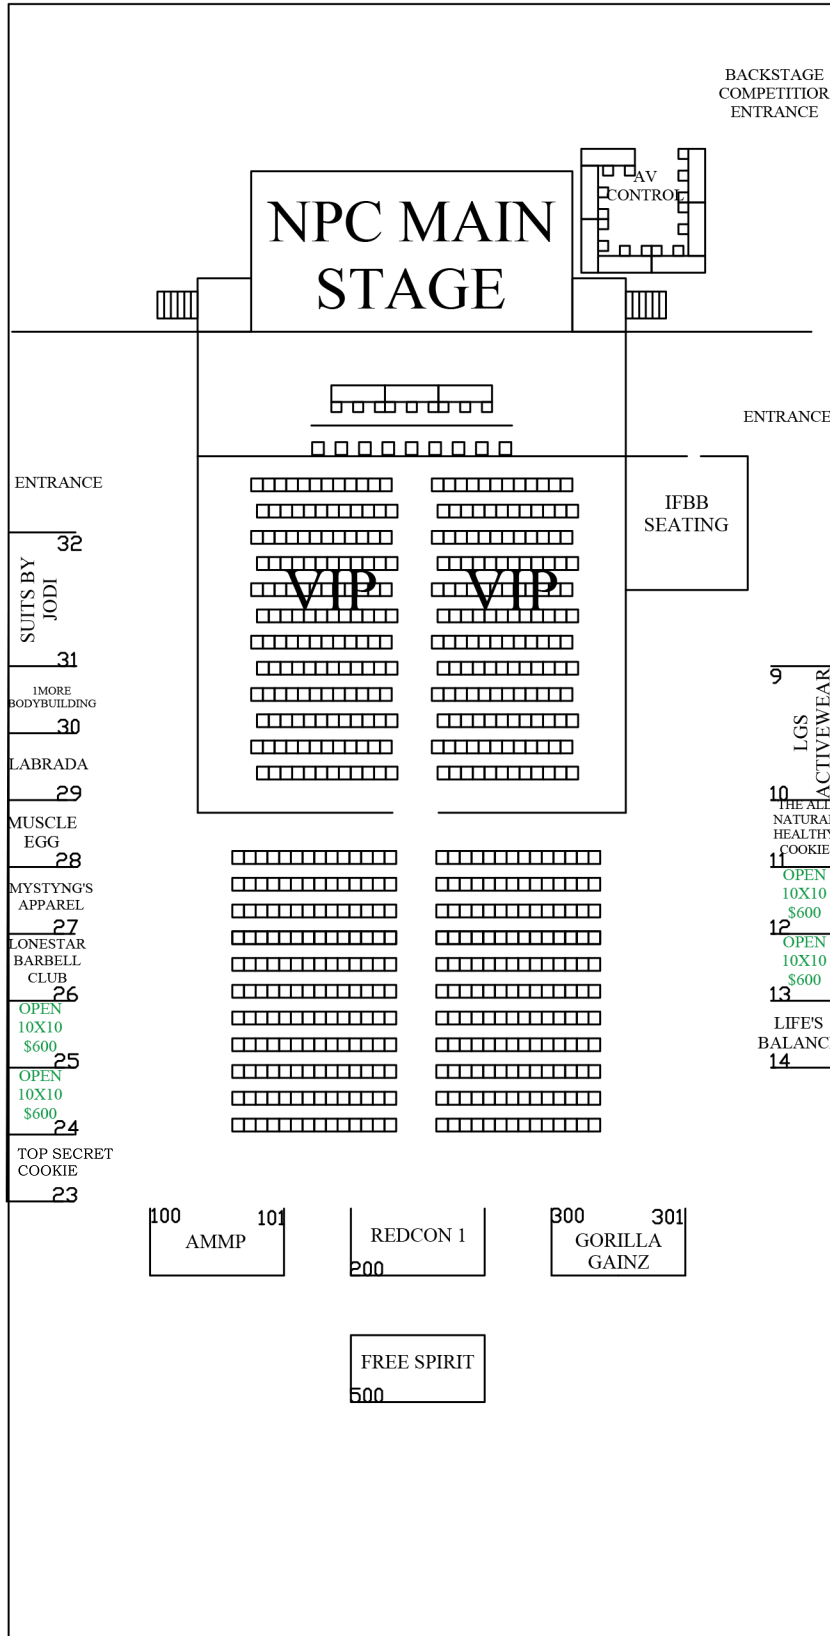 BACKSTAGE
COMPETITIOR
ENTRANCE
AV
CONTROL
NPC MAIN
STAGE
ENTRANCE
ENTRANCE
IFBB
SEATING
VIP
VIP
32
SUITS BY
JODI
31
1MORE
BODYBUILDING
30
LABRADA
29
MUSCLE
EGG
28
MYSTYNG'S
APPAREL
27
LONESTAR
BARBELL
CLUB
26
OPEN
10X10
$600
25
OPEN
10X10
$600
24
TOP SECRET
COOKIE
23
9
LGS
ACTIVEWEAR
10
THE ALL
NATURAL
HEALTHY
COOKIE
11
OPEN
10X10
$600
12
OPEN
10X10
$600
13
LIFE'S
BALANC
14
100
101
AMMP
REDCON 1
200
300
301
GORILLA
GAINZ
FREE SPIRIT
500